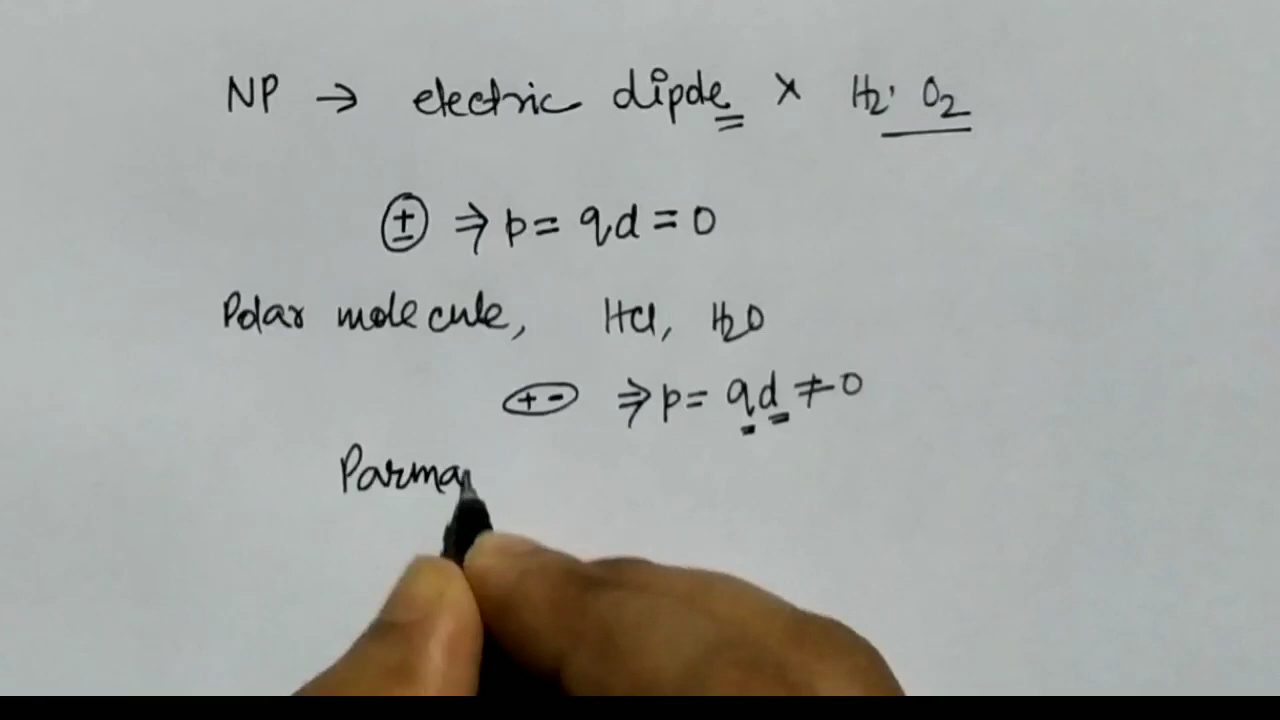 NP → electric dipole × H₂, O₂
± ⇒ p = qd = 0
Polar molecule, HCl, H₂O
+ - ⇒ p = qd ≠ 0
Parma